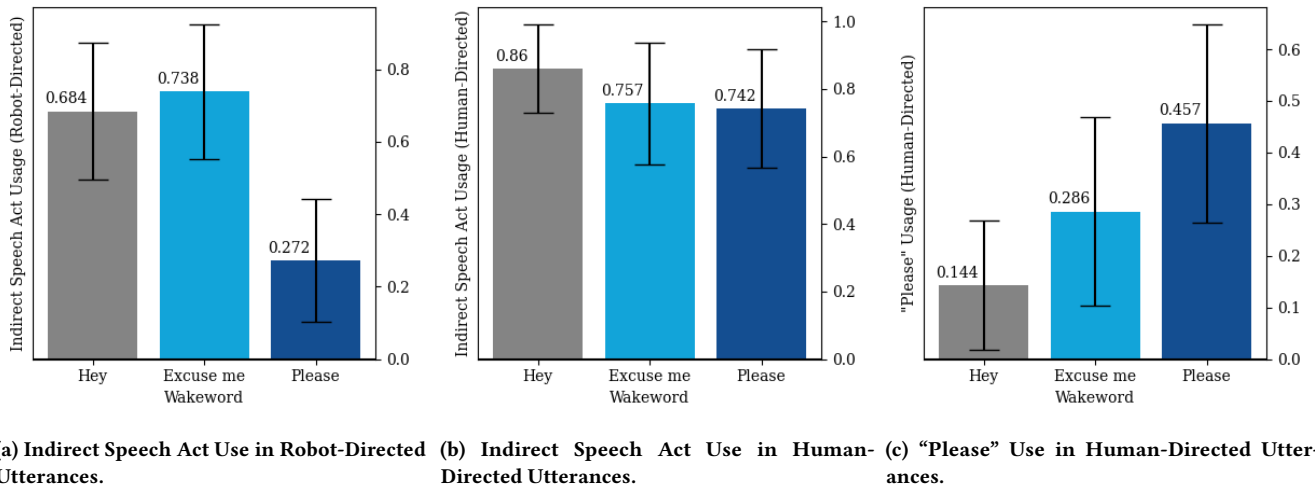 Indirect Speech Act Usage (Robot-Directed)
0.684
0.738
0.272
0.8
0.6
0.4
0.2
0.0
Hey
Excuse me
Please
Wakeword
Indirect Speech Act Usage (Human-Directed)
0.86
0.757
0.742
1.0
0.8
0.6
0.4
0.2
0.0
Hey
Excuse me
Please
Wakeword
"Please" Usage (Human-Directed)
0.144
0.286
0.457
0.6
0.5
0.4
0.3
0.2
0.1
0.0
Hey
Excuse me
Please
Wakeword
(a) Indirect Speech Act Use in Robot-Directed
Utterances.
(b) Indirect Speech Act Use in Human-
Directed Utterances.
(c) “Please” Use in Human-Directed Utter-
ances.